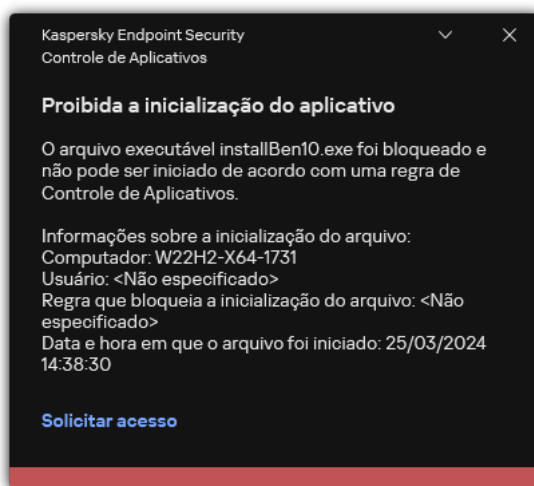 Kaspersky Endpoint Security
Controle de Aplicativos
Proibida a inicialização do aplicativo
O arquivo executável installBen10.exe foi bloqueado e
não pode ser iniciado de acordo com uma regra de
Controle de Aplicativos.
Informações sobre a inicialização do arquivo:
Computador: W22H2-X64-1731
Usuário: <Não especificado>
Regra que bloqueia a inicialização do arquivo: <Não
especificado>
Data e hora em que o arquivo foi iniciado: 25/03/2024
14:38:30
Solicitar acesso